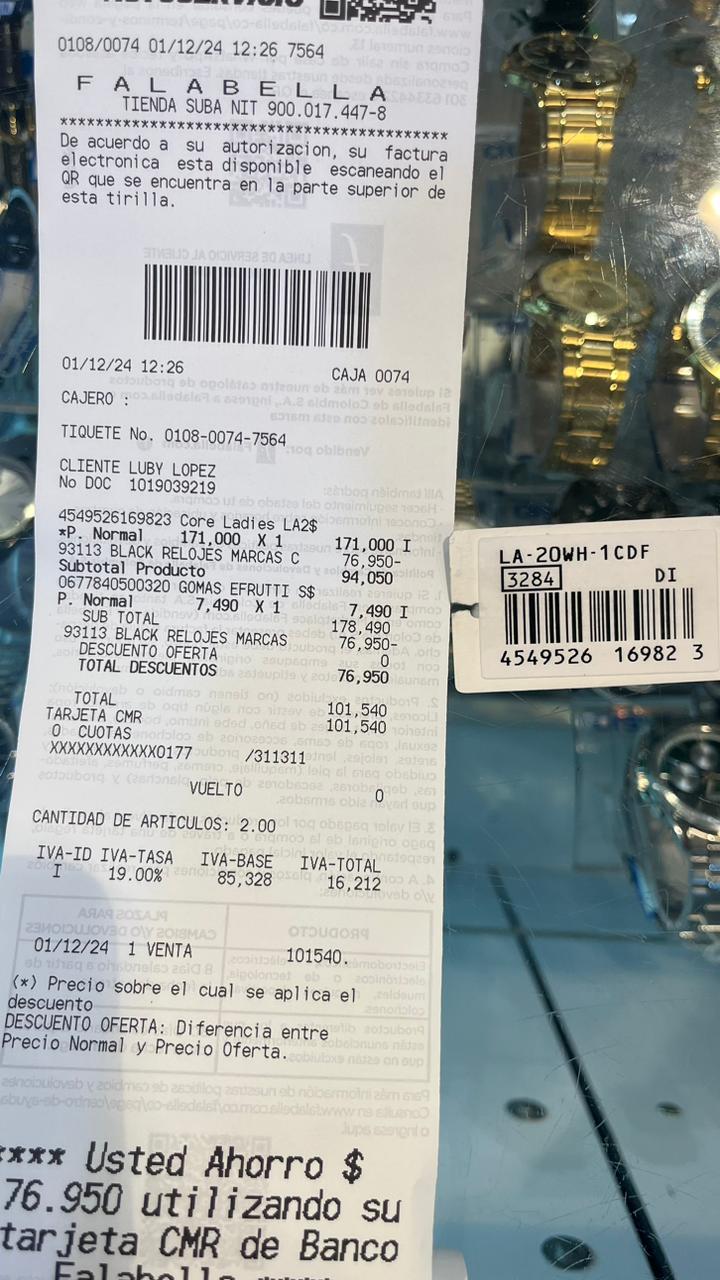 0108/0074 01/12/24 12:26 7564
F A L A B E L L A
TIENDA SUBA NIT 900.017.447-8
****************************************************
De acuerdo a su autorizacion, su factura
electronica esta disponible escaneando el
QR que se encuentra en la parte superior de
esta tirilla.
01/12/24 12:26 CAJA 0074
CAJERO :
TIQUETE No. 0108-0074-7564
CLIENTE LUBY LOPEZ
No DOC 1019039219
4549526169823 Core Ladies LA2$
*P. Normal 171,000 X 1 171,000 I
93113 BLACK RELOJES MARCAS C 76,950-
Subtotal Producto 94,050
0677840500320 GOMAS EFRUTTI S$
P. Normal 7,490 X 1 7,490 I
SUB TOTAL 178,490
93113 BLACK RELOJES MARCAS 76,950-
DESCUENTO OFERTA 0
TOTAL DESCUENTOS 76,950
TOTAL 101,540
TARJETA CMR 101,540
0 CUOTAS
XXXXXXXXXXXX0177 /311311
VUELTO 0
CANTIDAD DE ARTICULOS: 2.00
IVA-ID IVA-TASA IVA-BASE IVA-TOTAL
I 19.00% 85,328 16,212
01/12/24 1 VENTA 101540.
(*) Precio sobre el cual se aplica el
descuento
DESCUENTO OFERTA: Diferencia entre
Precio Normal y Precio Oferta.
**** Usted Ahorro $
76.950 utilizando su
tarjeta CMR de Banco
Falabella
LA-20WH-1CDF
3284 DI
4549526 16982 3